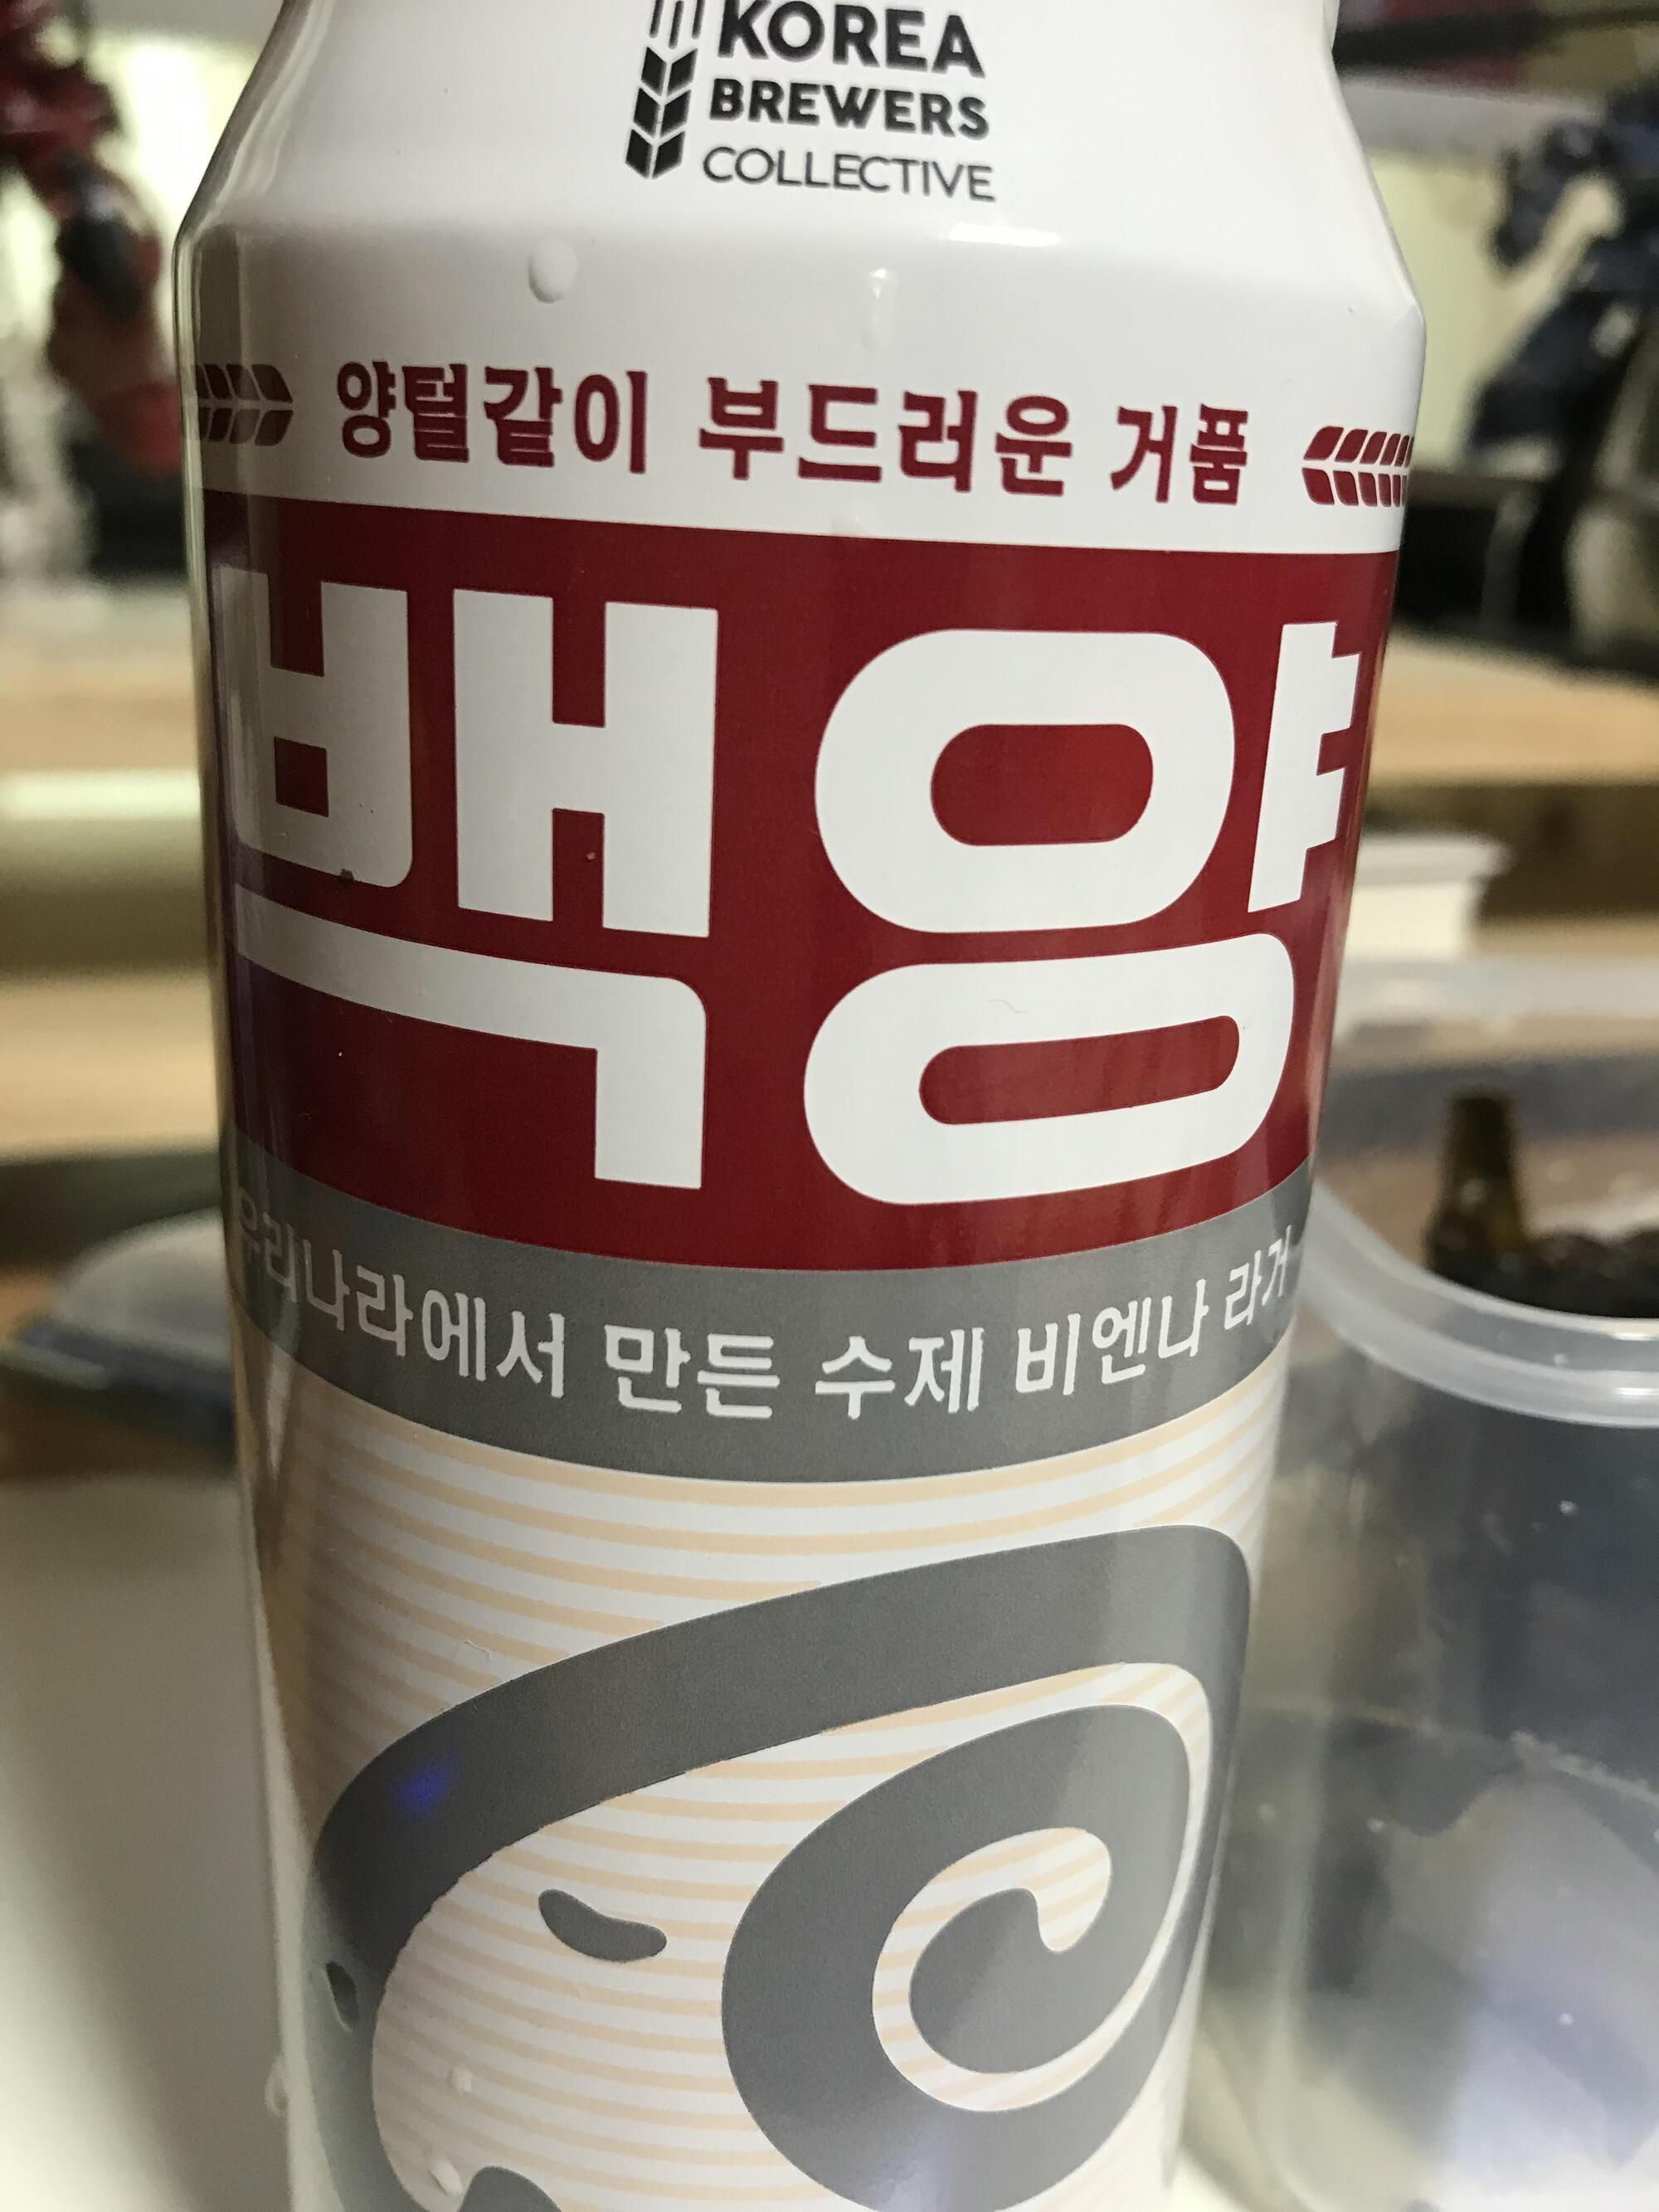 KOREA
BREWERS
COLLECTIVE
양털같이 부드러운 거품
백양
우리나라에서 만든 수제 비엔나 라거